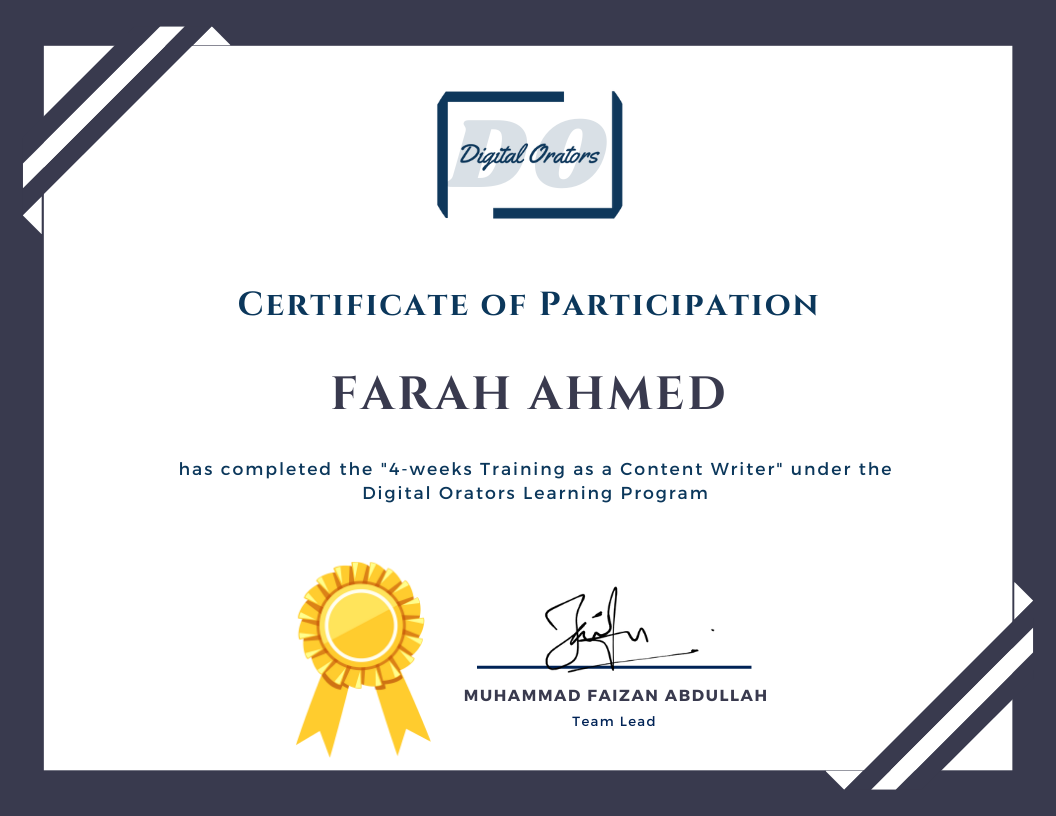 DO
Digital Orators
Certificate of Participation
FARAH AHMED
has completed the "4-weeks Training as a Content Writer" under the
Digital Orators Learning Program
MUHAMMAD FAIZAN ABDULLAH
Team Lead